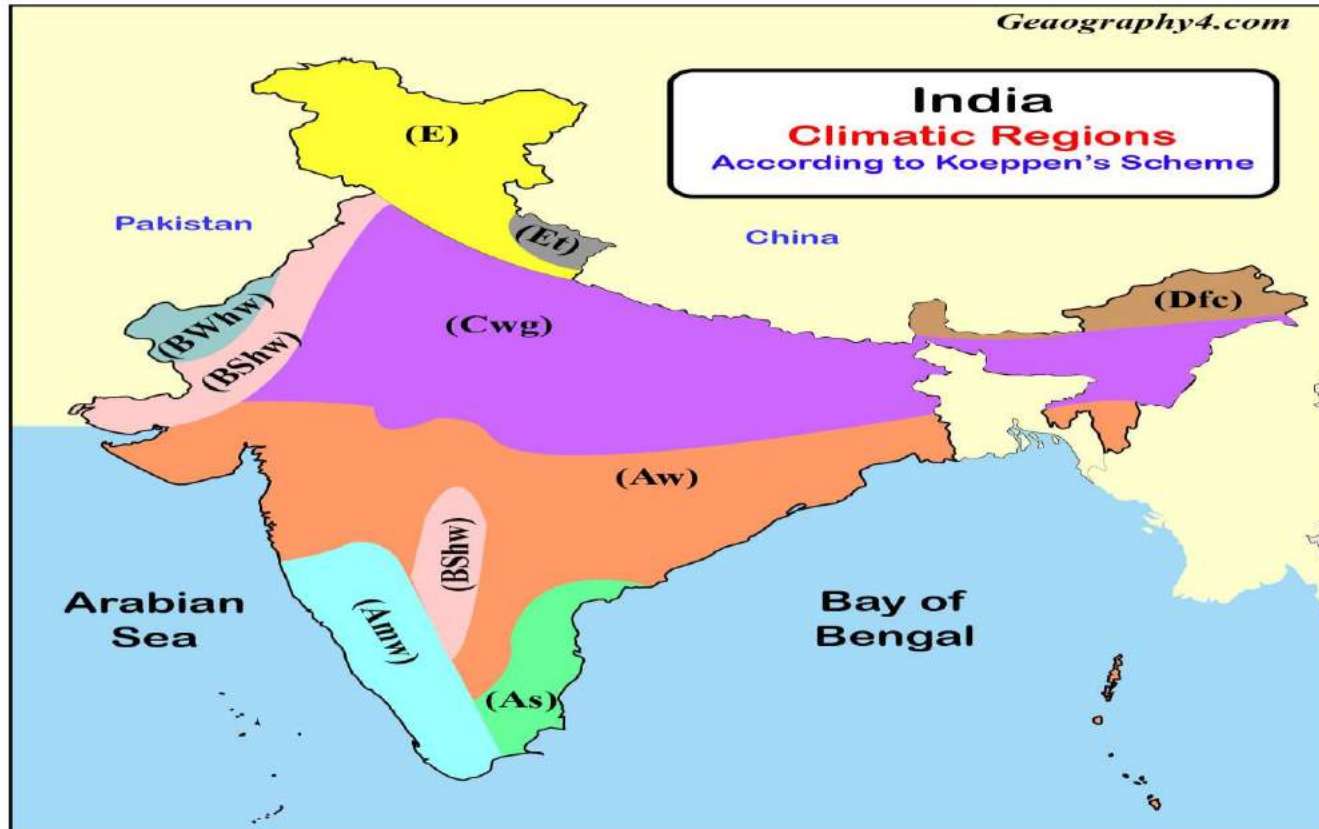 Geaography4.com
India
Climatic Regions
According to Koeppen's Scheme
(E)
Pakistan
(Et)
China
(BWhw)
(BShw)
(Cwg)
(Dfc)
(Aw)
(BShw)
Arabian
Sea
(Amw)
Bay of
Bengal
(As)